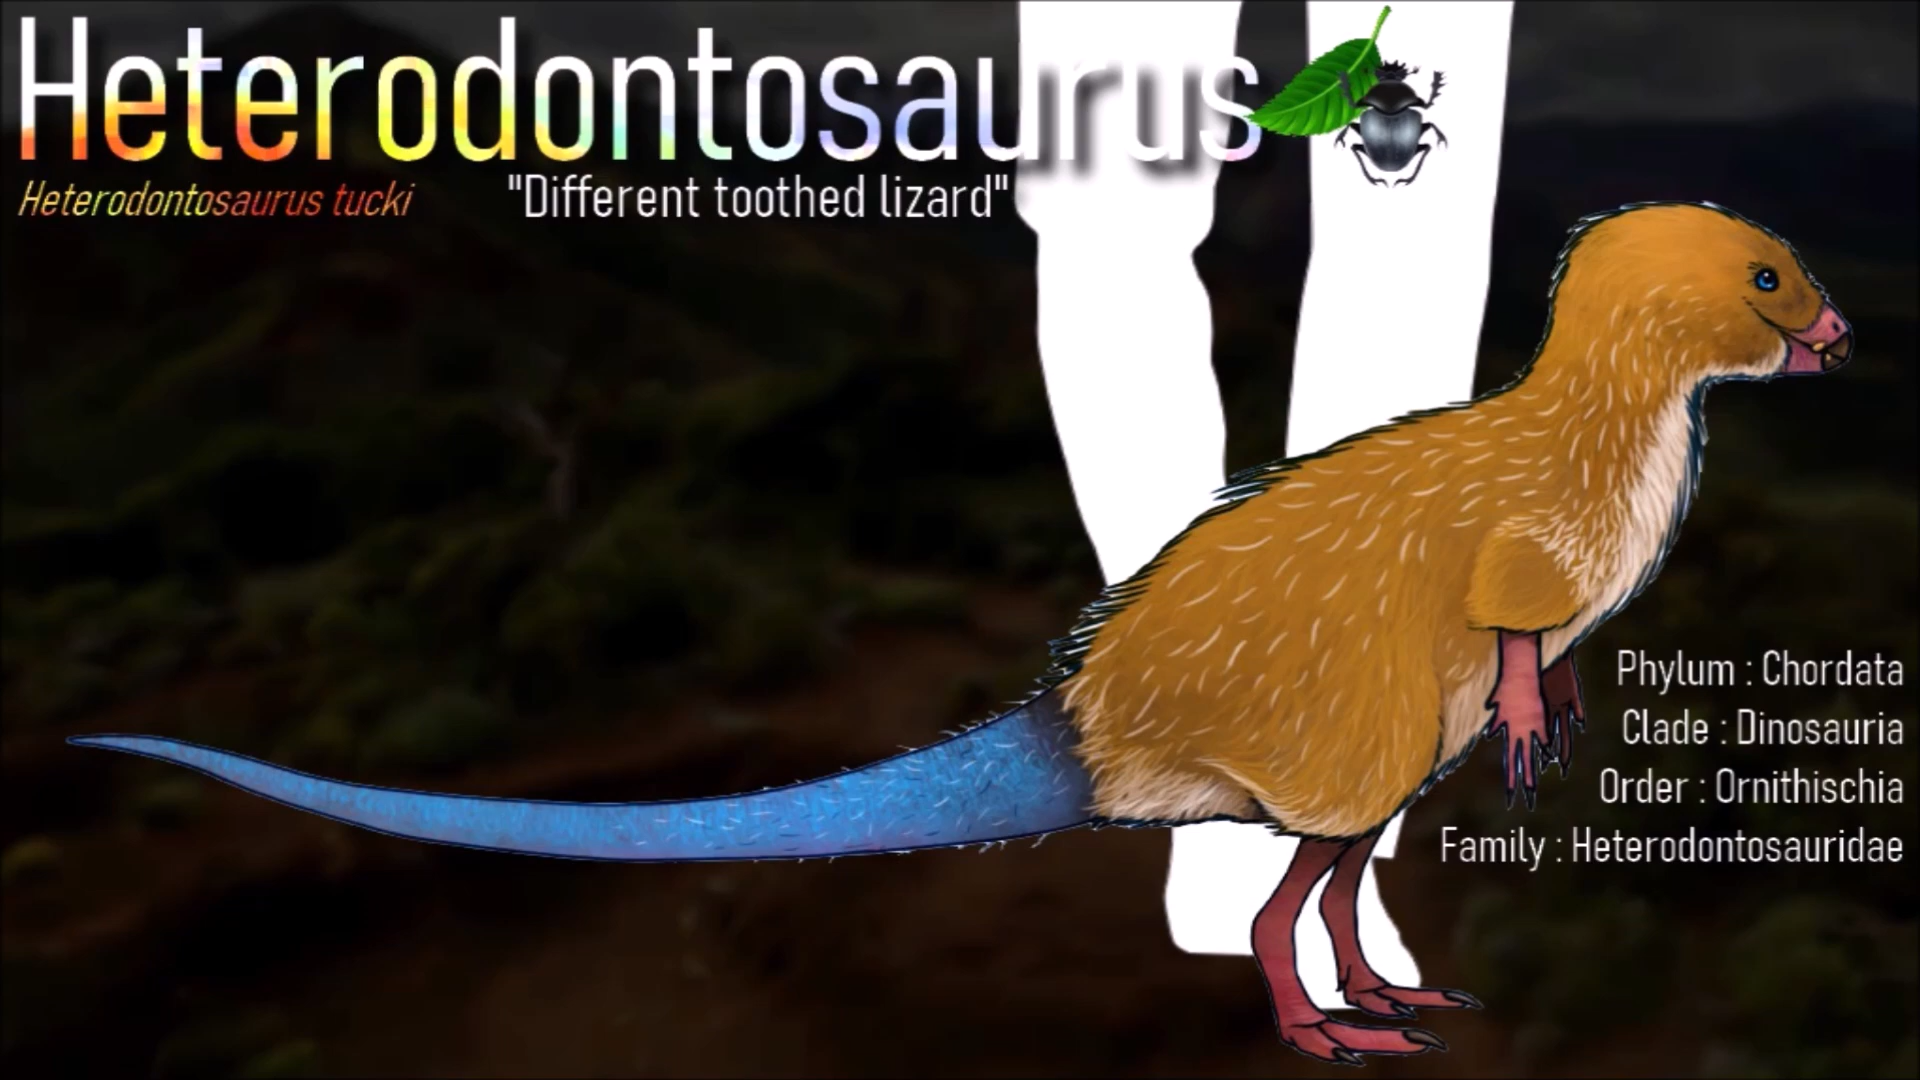 Heterodontosaurus
Heterodontosaurus tucki
"Different toothed lizard"
Phylum : Chordata
Clade : Dinosauria
Order : Ornithischia
Family : Heterodontosauridae